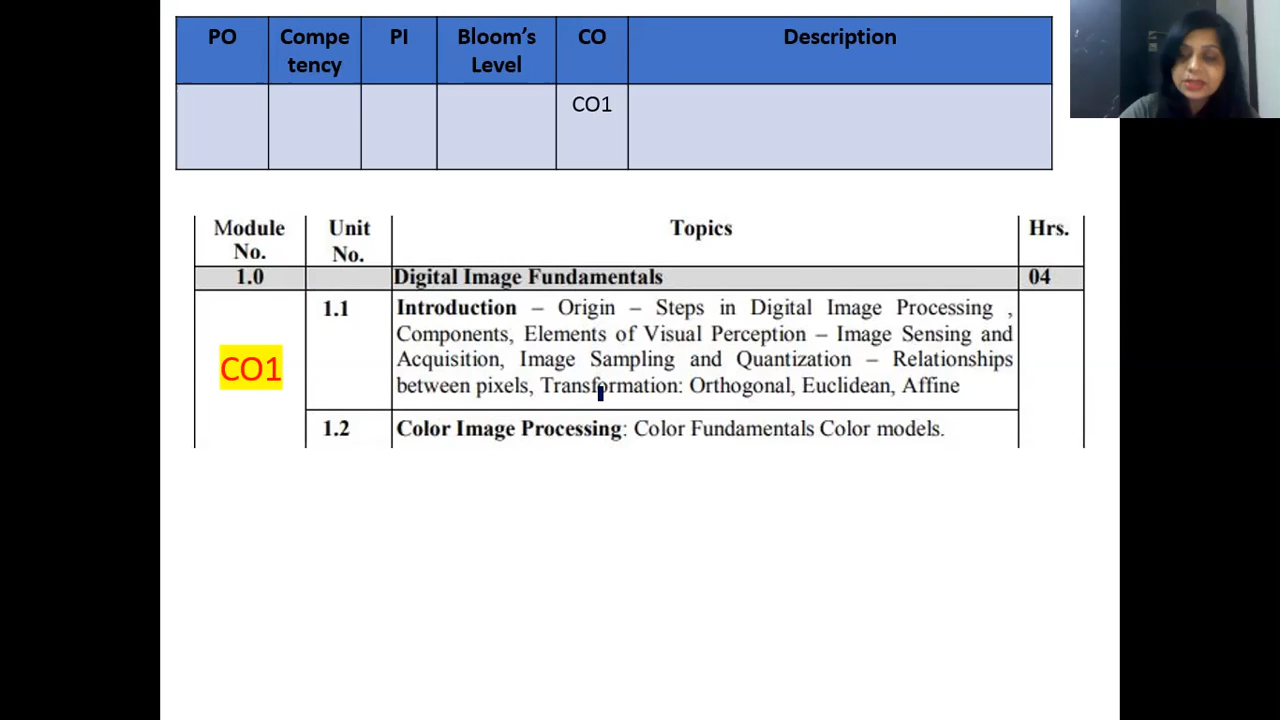 PO Compe tency PI Bloom's Level CO Description
CO1
Module No. Unit No. Topics Hrs.
1.0 Digital Image Fundamentals 04
CO1
1.1 Introduction – Origin – Steps in Digital Image Processing ,
Components, Elements of Visual Perception – Image Sensing and
Acquisition, Image Sampling and Quantization – Relationships
between pixels, Transformation: Orthogonal, Euclidean, Affine
1.2 Color Image Processing: Color Fundamentals Color models.